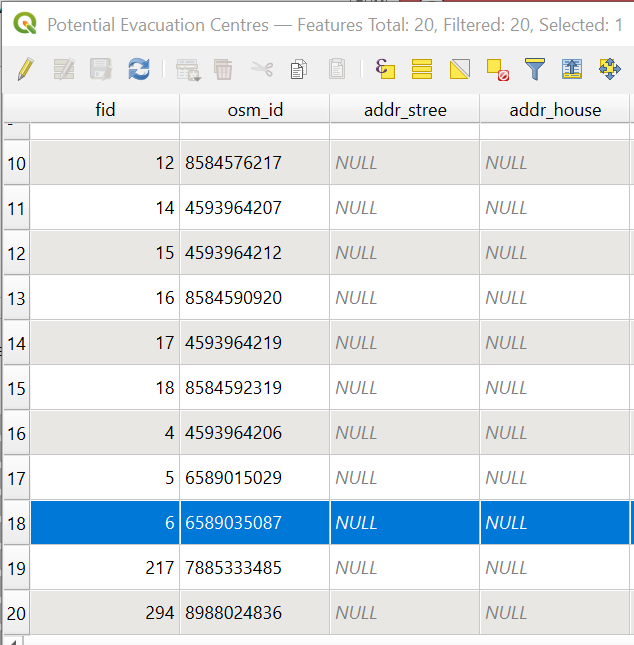 Potential Evacuation Centres — Features Total: 20, Filtered: 20, Selected: 1
fid osm_id addr_stree addr_house
10 12 8584576217 NULL NULL
11 14 4593964207 NULL NULL
12 15 4593964212 NULL NULL
13 16 8584590920 NULL NULL
14 17 4593964219 NULL NULL
15 18 8584592319 NULL NULL
16 4 4593964206 NULL NULL
17 5 6589015029 NULL NULL
18 6 6589035087 NULL NULL
19 217 7885333485 NULL NULL
20 294 8988024836 NULL NULL